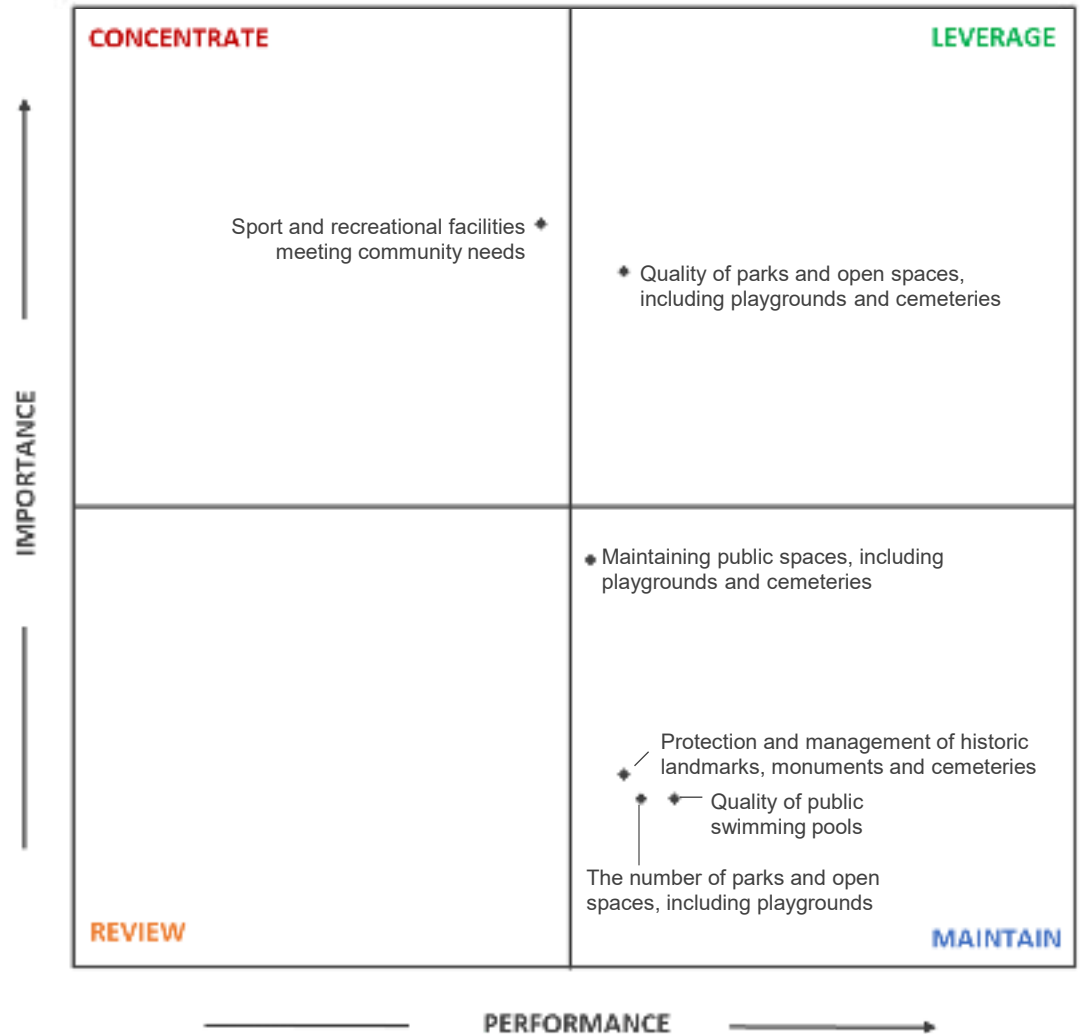 CONCENTRATE
LEVERAGE
Sport and recreational facilities
meeting community needs
Quality of parks and open spaces,
including playgrounds and cemeteries
IMPORTANCE
Maintaining public spaces, including
playgrounds and cemeteries
Protection and management of historic
landmarks, monuments and cemeteries
Quality of public
swimming pools
The number of parks and open
spaces, including playgrounds
REVIEW
MAINTAIN
PERFORMANCE